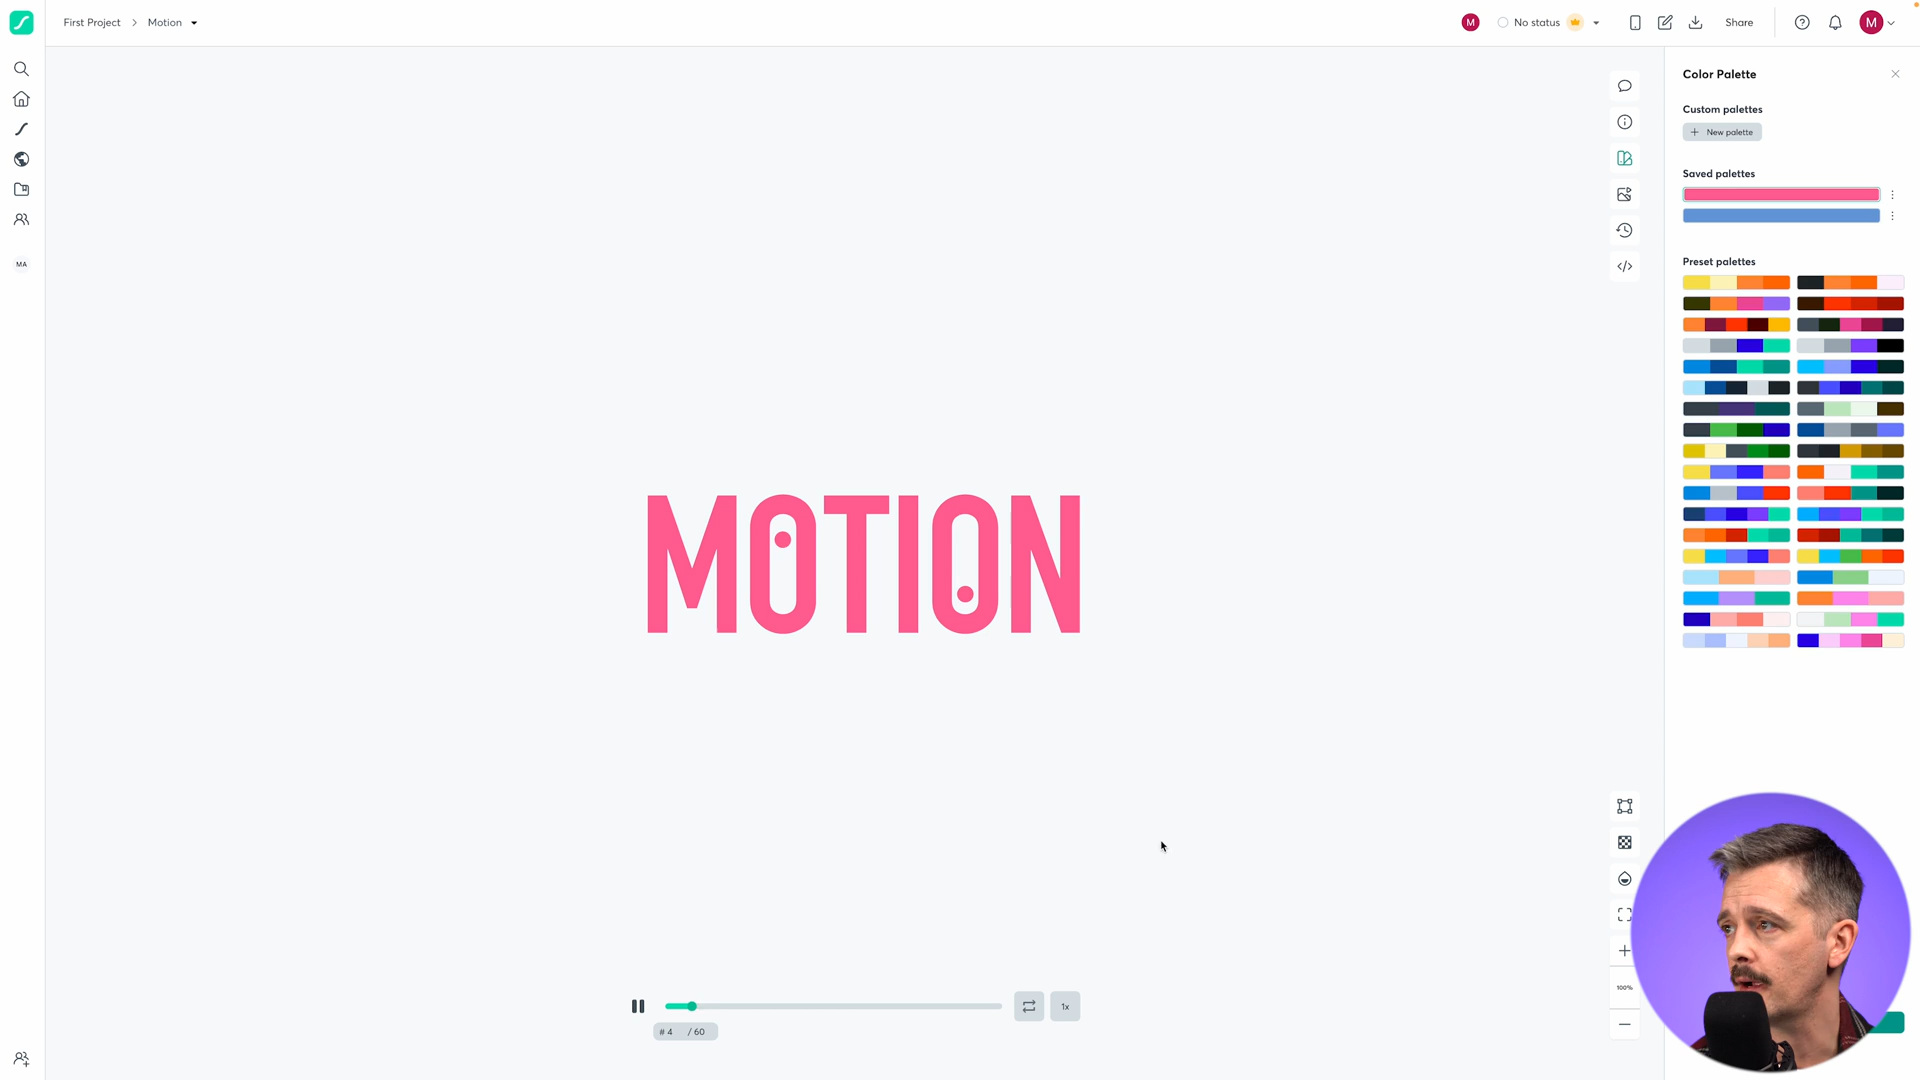 First Project
Motion
M
No status
Share
M
Color Palette
Custom palettes
+ New palette
Saved palettes
MA
Preset palettes
MOTION
100%
1x
# 4 / 60